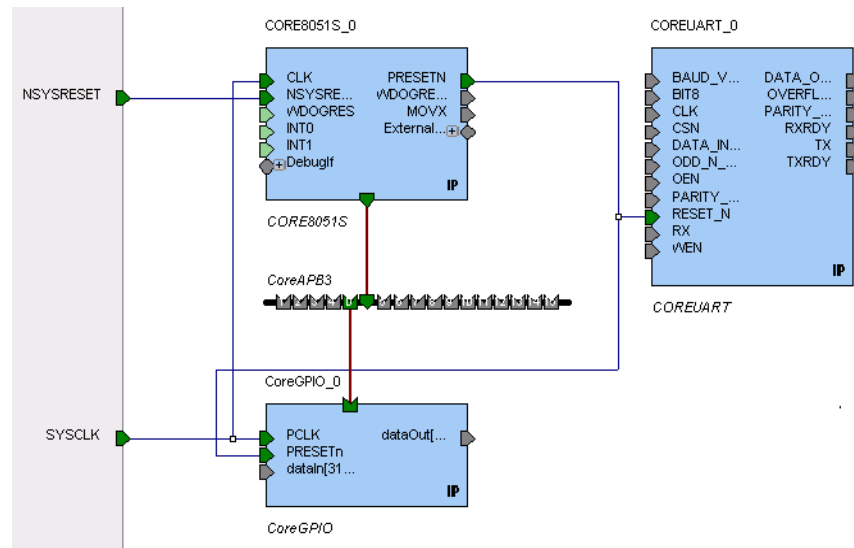 CORE8051S_0
COREUART_0
NSYSRESET
CLK
NSYSRE...
WDOGRES
INT0
INT1
DebugIf
PRESETN
WDOGRE...
MOVX
External...
IP
CORE8051S
BAUD_V...
BIT8
CLK
CSN
DATA_IN...
ODD_N_...
OEN
PARITY_...
RESET_N
RX
WEN
DATA_O...
OVERFL...
PARITY_...
RXRDY
TX
TXRDY
IP
COREUART
CoreAPB3
CoreGPIO_0
SYSCLK
PCLK
PRESETn
dataIn[31...
dataOut[...
IP
CoreGPIO